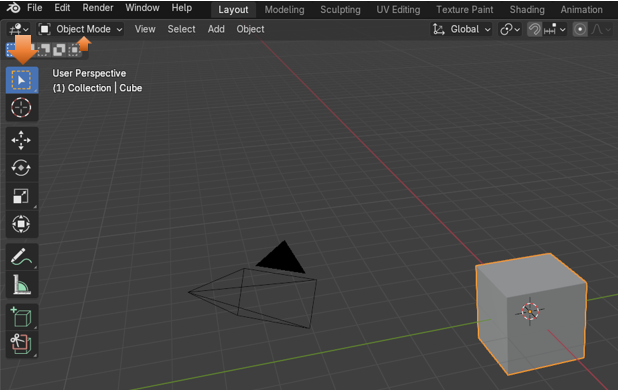 File Edit Render Window Help Layout Modeling Sculpting UV Editing Texture Paint Shading Animation
Object Mode View Select Add Object Global
User Perspective
(1) Collection | Cube